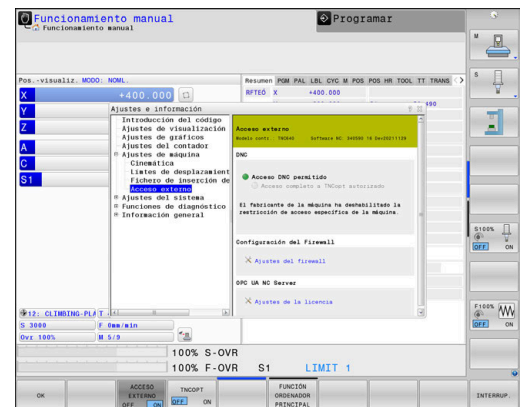 Funcionamiento manual
Funcionamiento manual
Programar
Pos.-visualiz. MODO: NOML.
Resumen PGM PAL LBL CYC M POS POS HR TOOL TT TRANS
X +400.000
RFTEÓ X +400.000
Y
Z
A
C
S1
Ajustes e información
Introducción del código
Ajustes de visualización
Ajustes de gráficos
Ajustes del contador
Ajustes de máquina
Cinemática
Límites de desplazamient
Fichero de inserción de
Acceso externo
Ajustes del sistema
Funciones de diagnóstico
Información general
Acceso externo
DNC
Acceso DNC permitido
Acceso completo a TNCopt autorizado
El fabricante de la máquina ha deshabilitado la
restricción de acceso específica de la máquina.
Configuración del Firewall
Ajustes del firewall
OPC UA NC Server
Ajustes de la licencia
12: CLIMBING-PLA T
S 3000 F 0mm/min
Ovr 100% M 5/9
100% S-OVR
100% F-OVR S1 LIMIT 1
M
S
S100%
OFF ON
F100%
OFF ON
OK
ACCESO
EXTERNO
OFF ON
TNCOPT
OFF ON
FUNCIÓN
ORDENADOR
PRINCIPAL
INTERRUP.